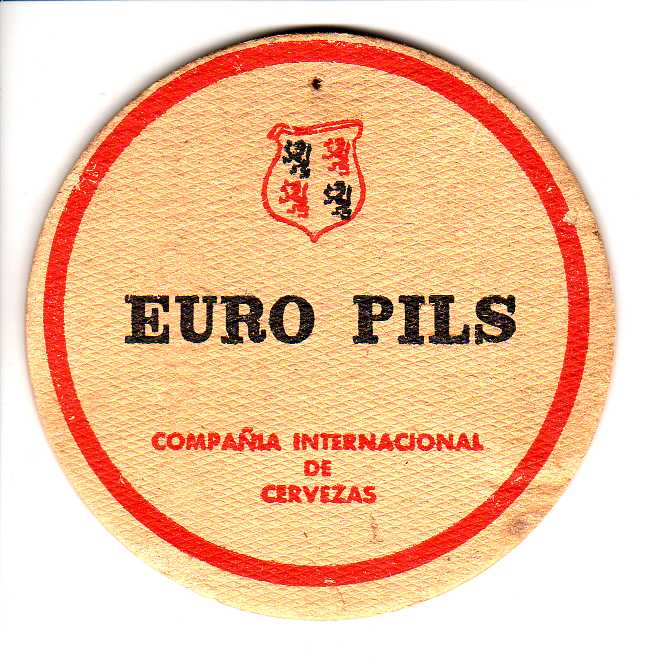 EURO PILS
COMPAÑIA INTERNACIONAL
DE
CERVEZAS